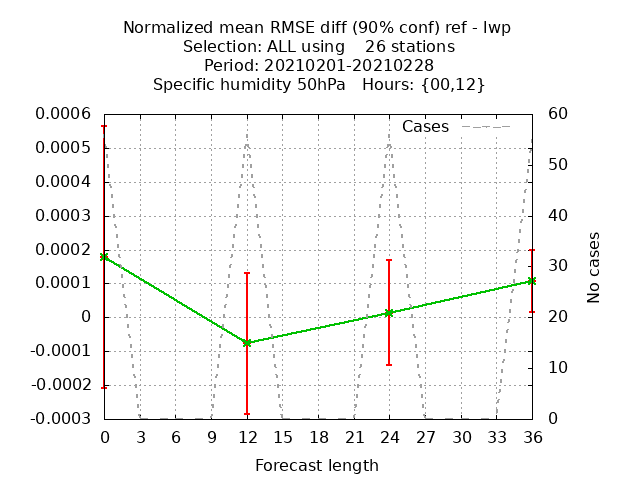 Normalized mean RMSE diff (90% conf) ref - lwp
Selection: ALL using    26 stations
Period: 20210201-20210228
Specific humidity 50hPa   Hours: {00,12}
Cases
0.0006
0.0005
0.0004
0.0003
0.0002
0.0001
0
-0.0001
-0.0002
-0.0003
60
50
40
30
20
10
0
No cases
0 3 6 9 12 15 18 21 24 27 30 33 36
Forecast length